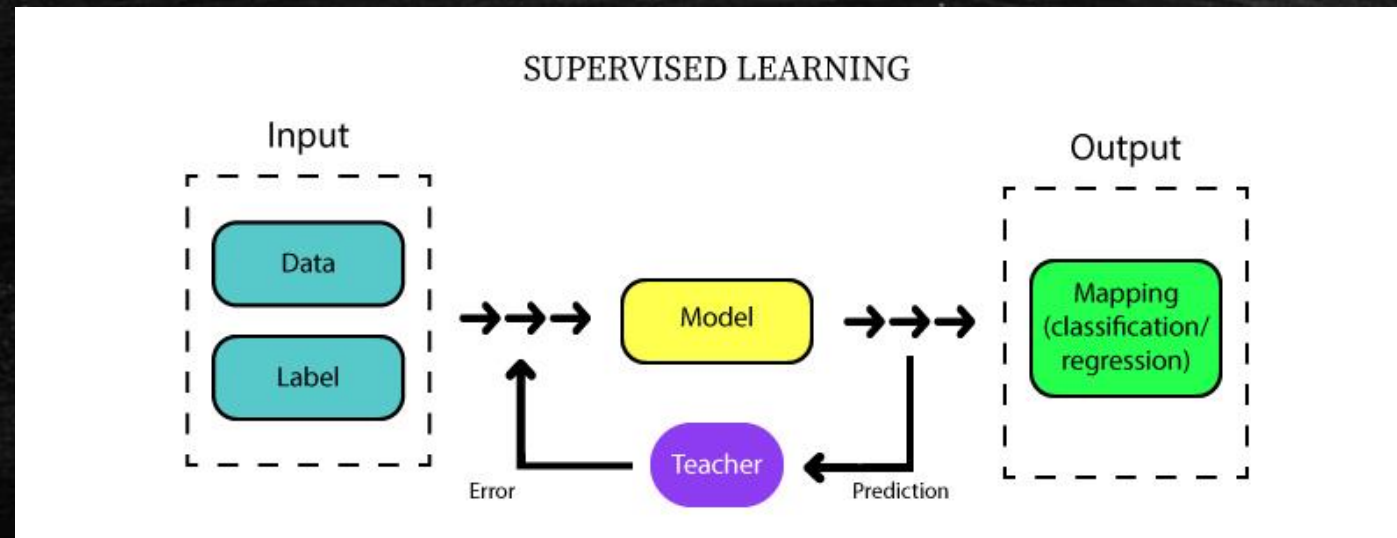 SUPERVISED LEARNING
Input
Output
Data
Label
Model
Mapping
(classification/
regression)
Teacher
Error
Prediction